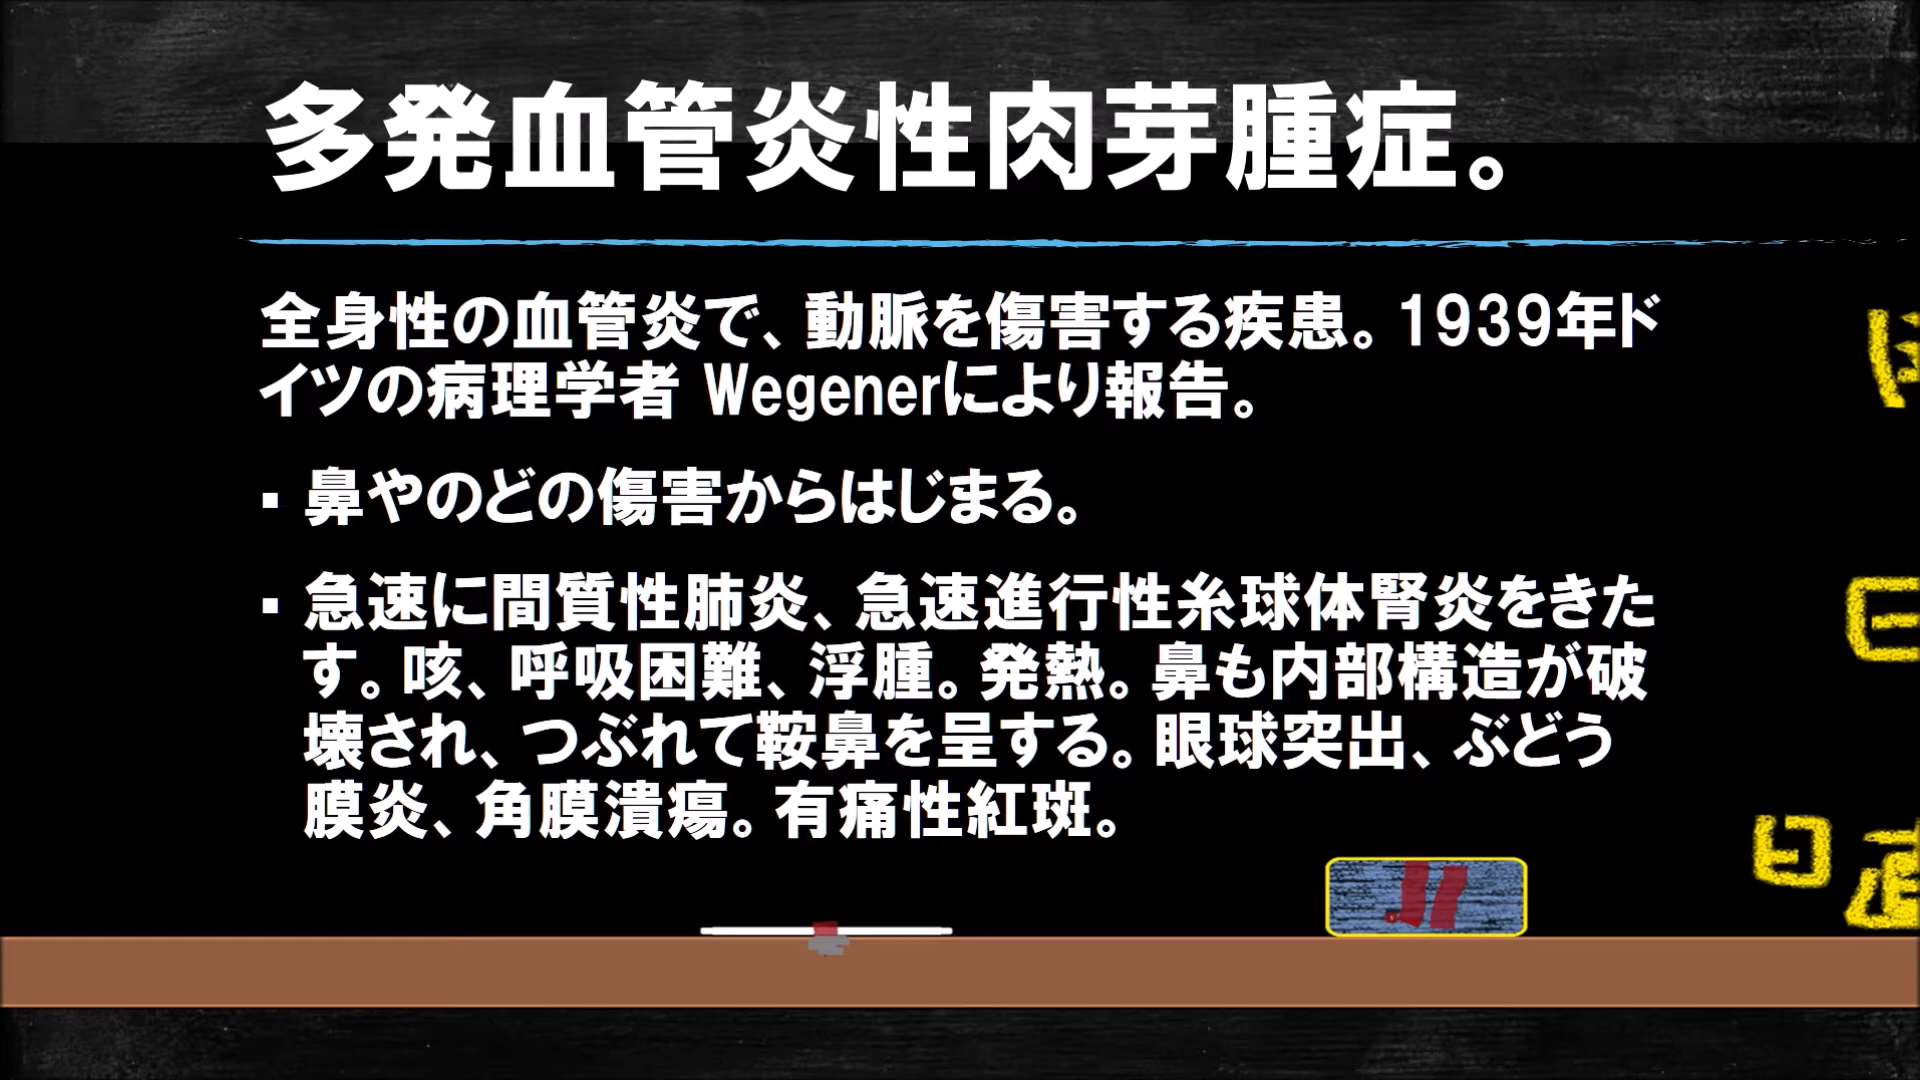 多発血管炎性肉芽腫症。
全身性の血管炎で、動脈を傷害する疾患。1939年ド
イツの病理学者 Wegenerにより報告。
▪ 鼻やのどの傷害からはじまる。
▪ 急速に間質性肺炎、急速進行性糸球体腎炎をきた
す。咳、呼吸困難、浮腫。発熱。鼻も内部構造が破
壊され、つぶれて鞍鼻を呈する。眼球突出、ぶどう
膜炎、角膜潰瘍。有痛性紅斑。
日
日直